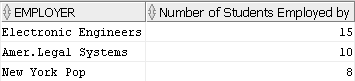 EMPLOYER Number of Students Employed by
Electronic Engineers 15
Amer.Legal Systems 10
New York Pop 8